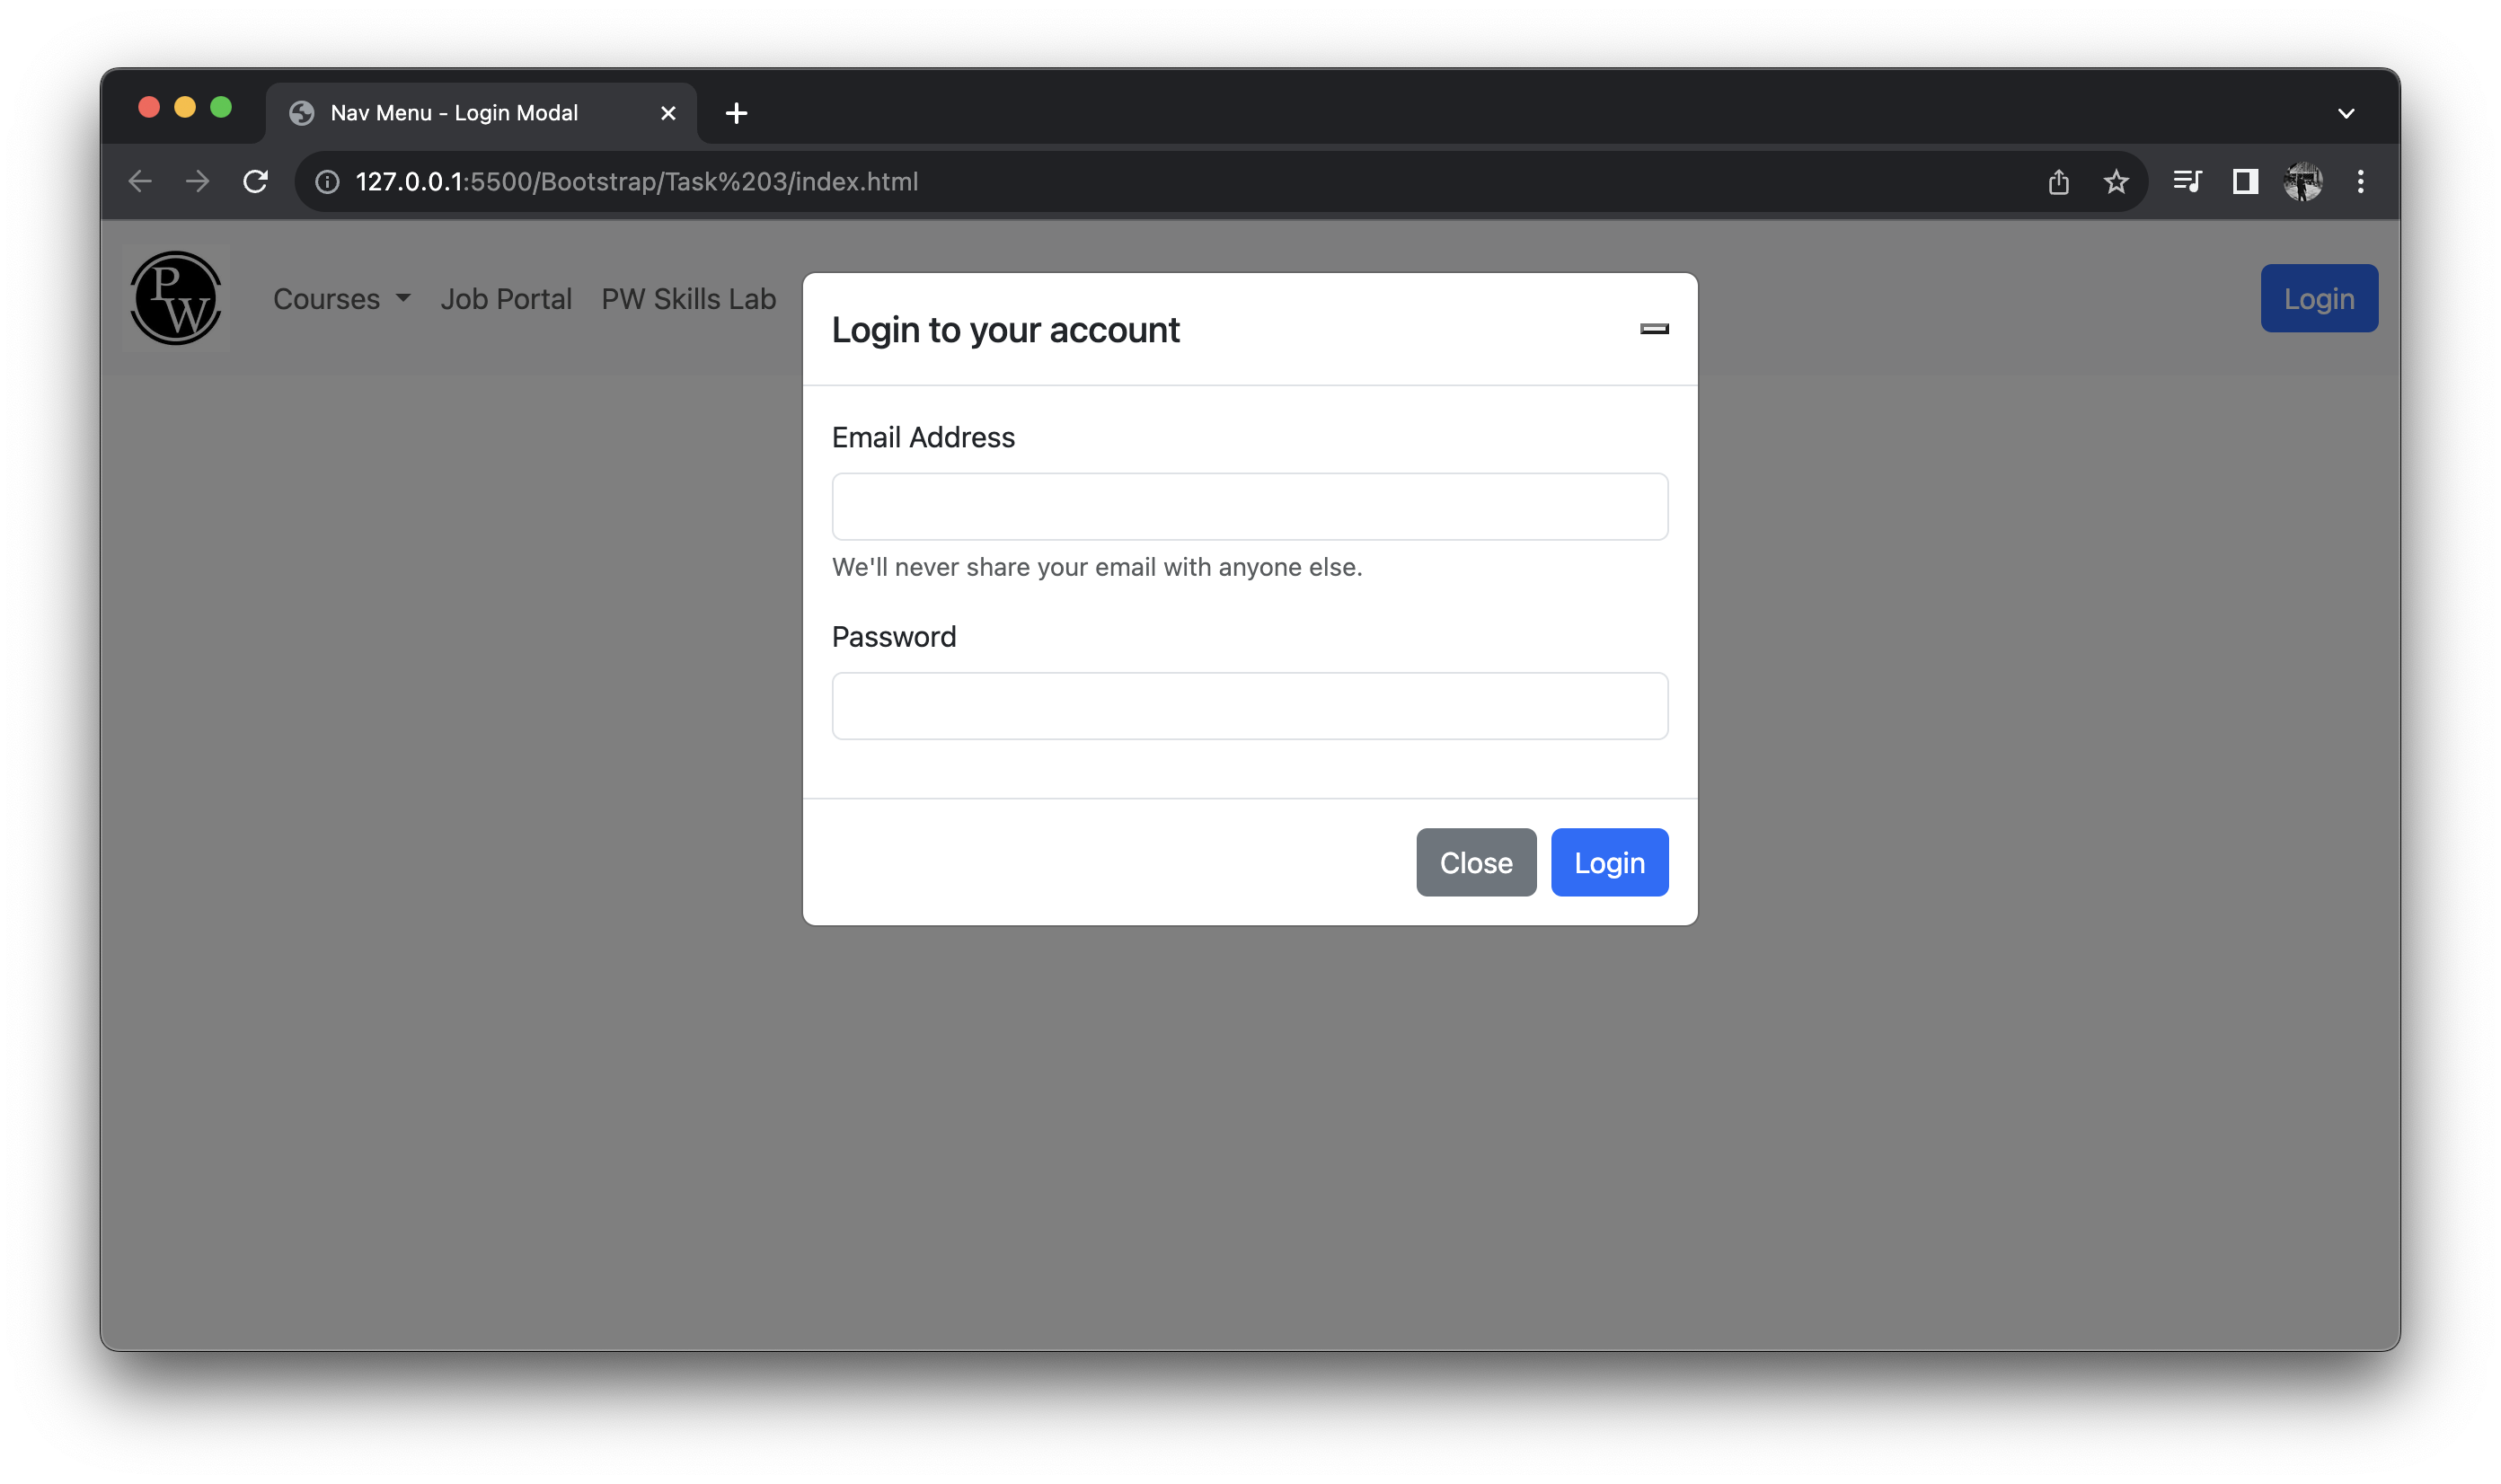 Nav Menu - Login Modal
127.0.0.1:5500/Bootstrap/Task%203/index.html
PW
Courses Job Portal PW Skills Lab
Login
Login to your account
Email Address
We'll never share your email with anyone else.
Password
Close Login